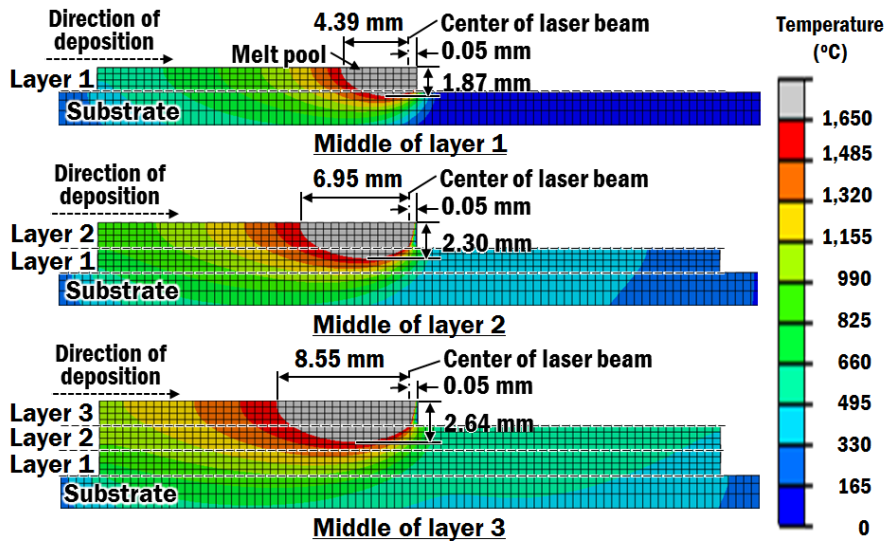 Direction of
deposition
4.39 mm
Center of laser beam
0.05 mm
Melt pool
Layer 1
1.87 mm
Substrate
Middle of layer 1
Direction of
deposition
6.95 mm
Center of laser beam
0.05 mm
Layer 2
2.30 mm
Layer 1
Substrate
Middle of layer 2
Direction of
deposition
8.55 mm
Center of laser beam
0.05 mm
Layer 3
2.64 mm
Layer 2
Layer 1
Substrate
Middle of layer 3
Temperature
(ºC)
1,650
1,485
1,320
1,155
990
825
660
495
330
165
0